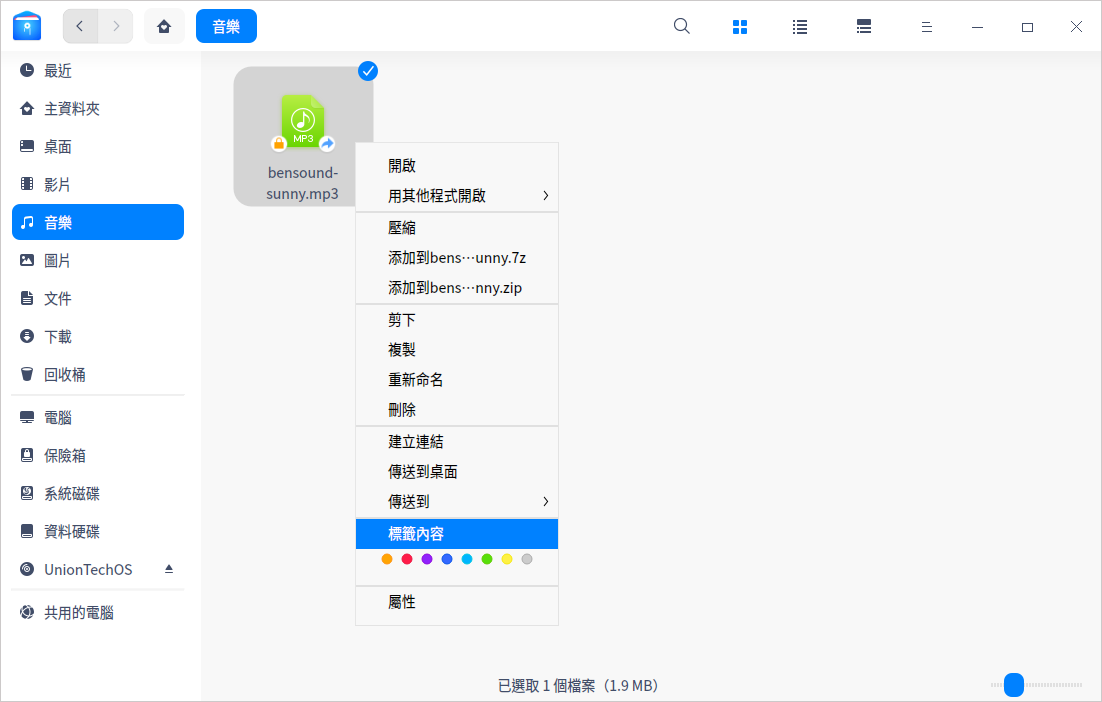 音樂
最近
主資料夾
桌面
影片
音樂
圖片
文件
下載
回收桶
電腦
保險箱
系統磁碟
資料硬碟
UnionTechOS
共用的電腦
MP3
bensound-
sunny.mp3
開啟
用其他程式開啟
壓縮
添加到bens⋯unny.7z
添加到bens⋯nny.zip
剪下
複製
重新命名
刪除
建立連結
傳送到桌面
傳送到
標籤內容
屬性
已選取 1 個檔案（1.9 MB）